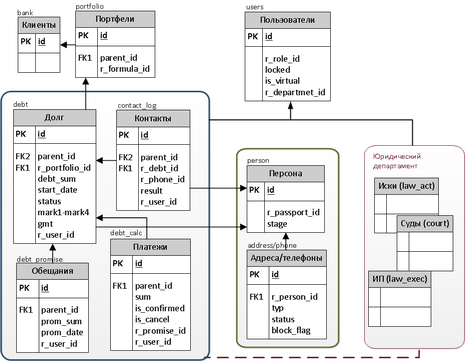 bank
Клиенты
PK id
portfolio
Портфели
PK id
FK1 parent_id
r_formula_id
users
Пользователи
PK id
r_role_id
locked
is_virtual
r_departmet_id
debt
Долг
PK id
FK2 parent_id
FK1 r_portfolio_id
debt_sum
start_date
status
mark1-mark4
gmt
r_user_id
contact_log
Контакты
PK id
FK2 parent_id
FK1 r_debt_id
r_phone_id
result
r_user_id
person
Персона
PK id
r_passport_id
stage
Юридический
департамент
Иски (law_act)
Суды (court)
ИП (law_exec)
debt_promise
Обещания
PK id
FK1 parent_id
prom_sum
prom_date
r_user_id
debt_calc
Платежи
PK id
FK1 parent_id
sum
is_confirmed
is_cancel
r_promise_id
r_user_id
address/phone
Адреса/телефоны
PK id
FK1 r_person_id
typ
status
block_flag